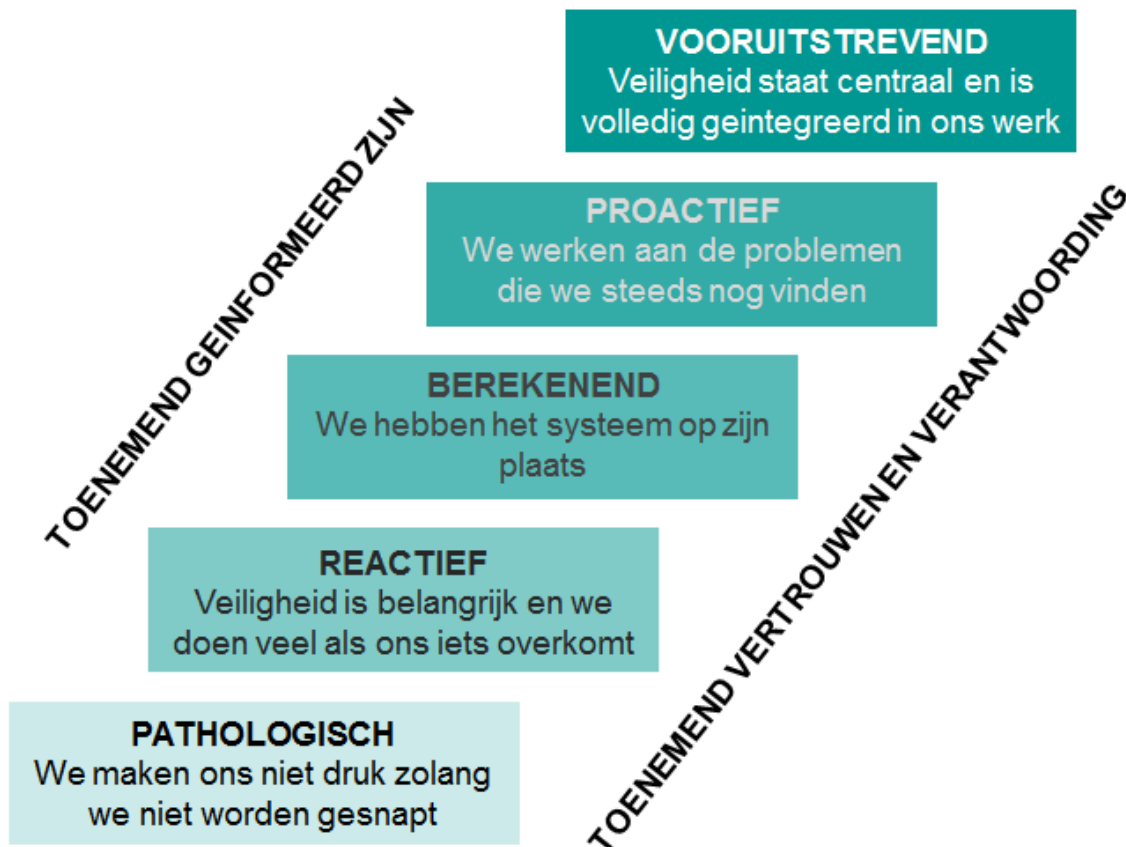 VOORUITSTREVEND
Veiligheid staat centraal en is
volledig geintegreerd in ons werk
TOENEMEND GEINFORMEERD ZIJN
PROACTIEF
We werken aan de problemen
die we steeds nog vinden
TOENEMEND VERTROUWEN EN VERANTWOORDING
BEREKENEND
We hebben het systeem op zijn
plaats
REACTIEF
Veiligheid is belangrijk en we
doen veel als ons iets overkomt
PATHOLOGISCH
We maken ons niet druk zolang
we niet worden gesnapt